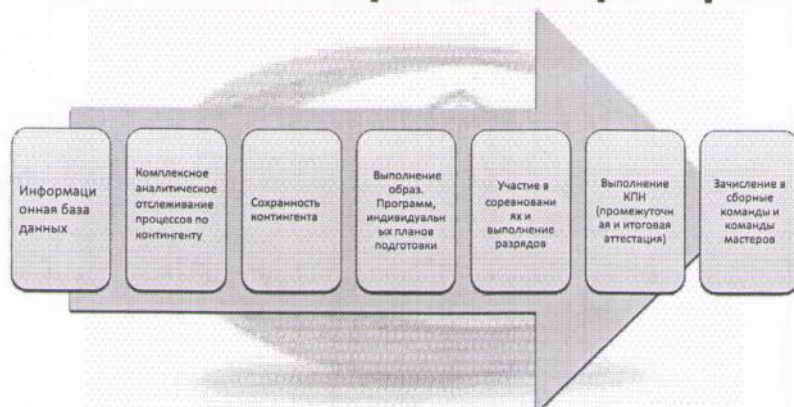 Информаци
онная база
данных
Комплексное
аналитическое
отслеживание
процессов по
контингенту
Сохранность
контингента
Выполнение
образ.
Программ,
индивидуальн
ых планов
подготовки
Участие в
соревновани
ях и
выполнение
разрядов
Выполнение
КПН
(промежуточн
ая и итоговая
аттестация)
Зачисление в
сборные
команды и
команды
мастеров